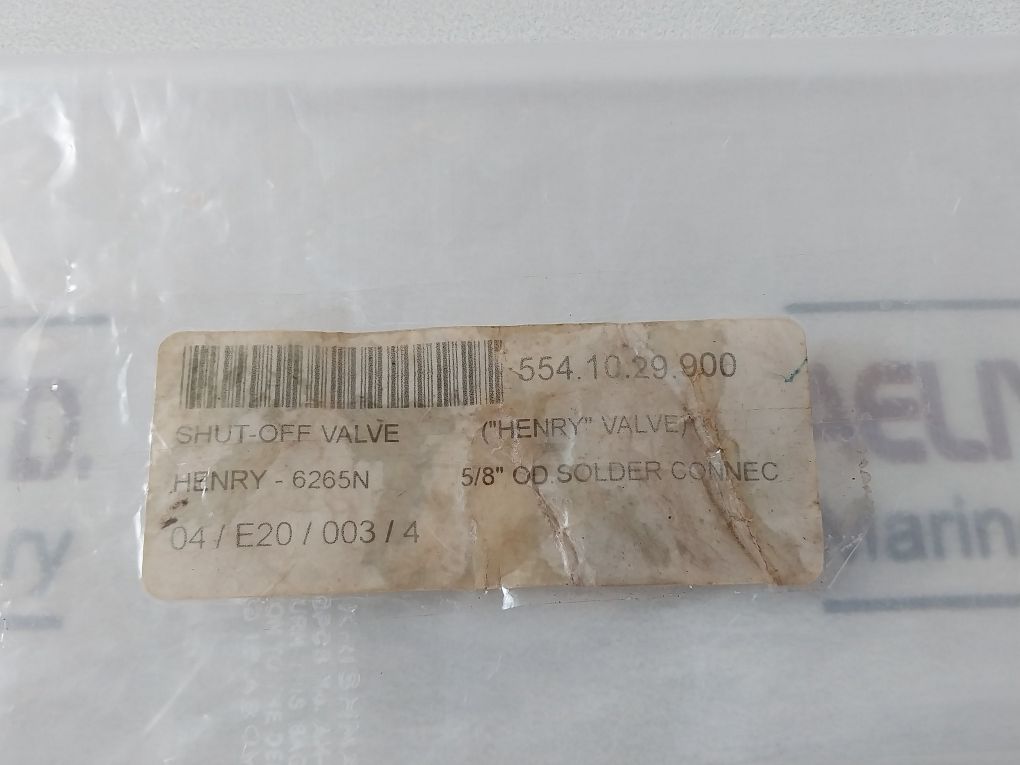 554.10.29.900
SHUT-OFF VALVE ("HENRY" VALVE)
HENRY - 6265N 5/8" OD.SOLDER CONNEC
04 / E20 / 003 / 4